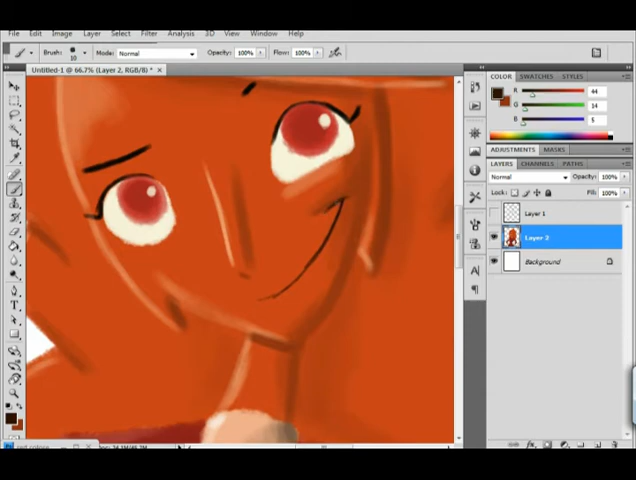 File Edit Image Layer Select Filter Analysis 3D View Window Help
Brush: 10 Mode: Normal Opacity: 100% Flow: 100%
Untitled-1 @ 66.7% (Layer 2, RGB/8) * ×
COLOR SWATCHES STYLES
R 44
G 14
B 5
ADJUSTMENTS MASKS
LAYERS CHANNELS PATHS
Normal Opacity: 100%
Lock: Fill: 100%
Layer 1
Layer 2
Background